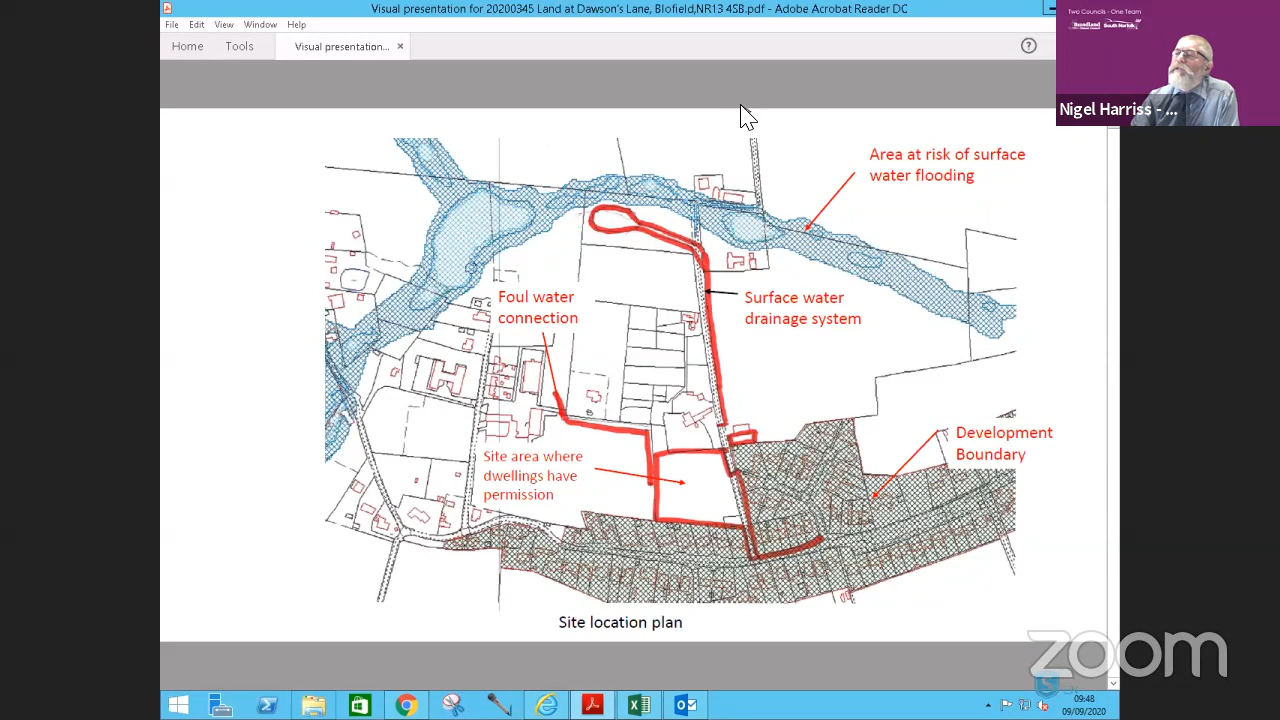 Visual presentation for 20200345 Land at Dawson's Lane, Blofield,NR13 4SB.pdf - Adobe Acrobat Reader DC
File Edit View Window Help
Home Tools Visual presentation... ×
?
Two Councils - One Team
Broadland
South Norfolk
Nigel Harriss - ...
Area at risk of surface
water flooding
Foul water
connection
Surface water
drainage system
Site area where
dwellings have
permission
Development
Boundary
Site location plan
zoom
09:48
09/09/2020